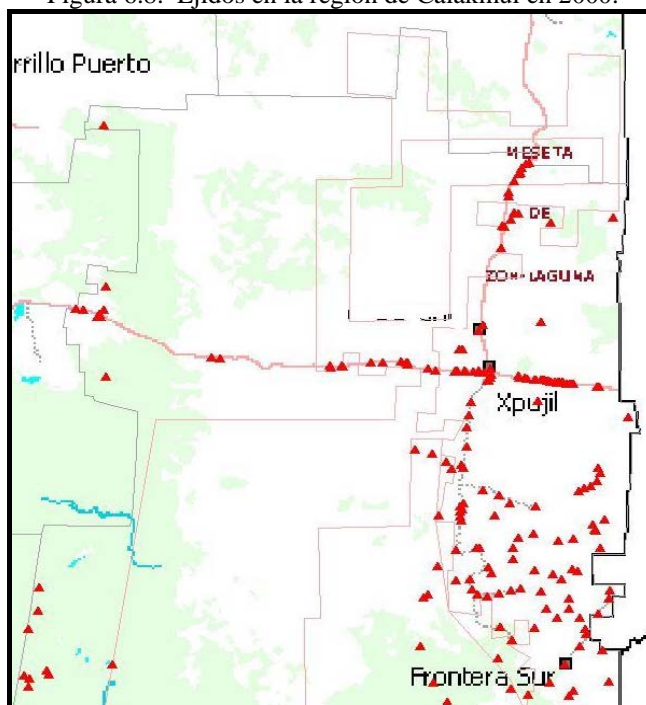 Figura 6.8. Ejidos en la región de Calakmul en 2000.
rrillo Puerto
MESETA
DE
LAGUNA
Xpujil
Frontera Sur